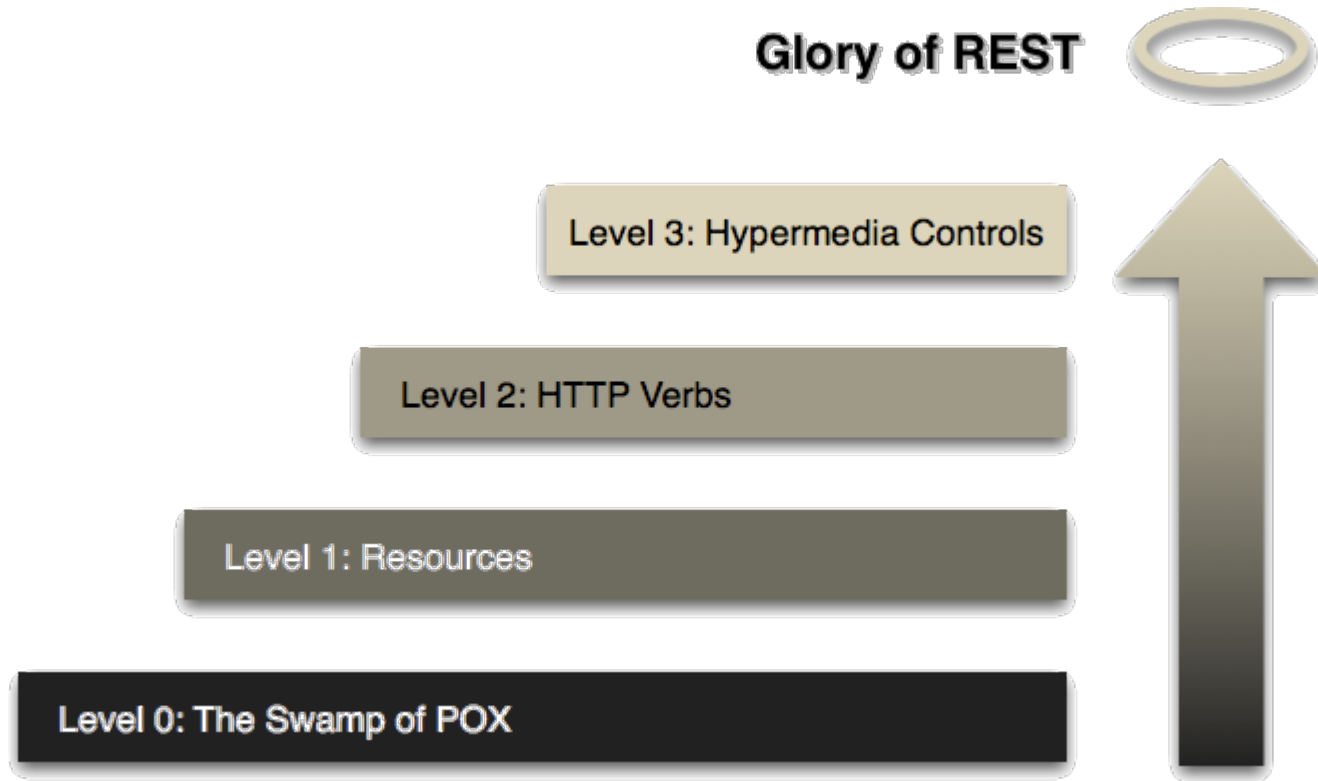 Glory of REST
Level 3: Hypermedia Controls
Level 2: HTTP Verbs
Level 1: Resources
Level 0: The Swamp of POX